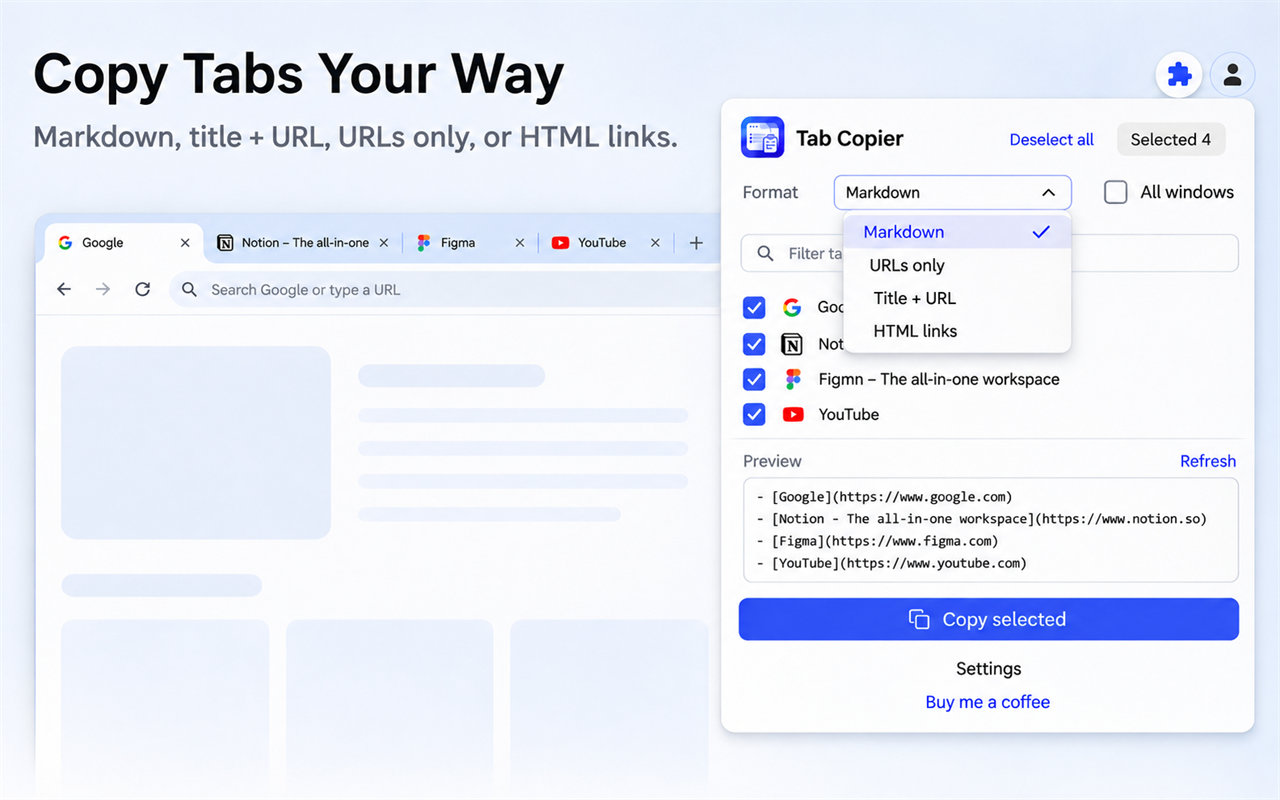 Copy Tabs Your Way
Markdown, title + URL, URLs only, or HTML links.
Google
Notion – The all-in-one
Figma
YouTube
Search Google or type a URL
Tab Copier
Deselect all
Selected 4
Format
Markdown
All windows
Markdown
URLs only
Title + URL
HTML links
Filter ta
Goo
Not
Figmn – The all-in-one workspace
YouTube
Preview
Refresh
- [Google](https://www.google.com)
- [Notion - The all-in-one workspace](https://www.notion.so)
- [Figma](https://www.figma.com)
- [YouTube](https://www.youtube.com)
Copy selected
Settings
Buy me a coffee